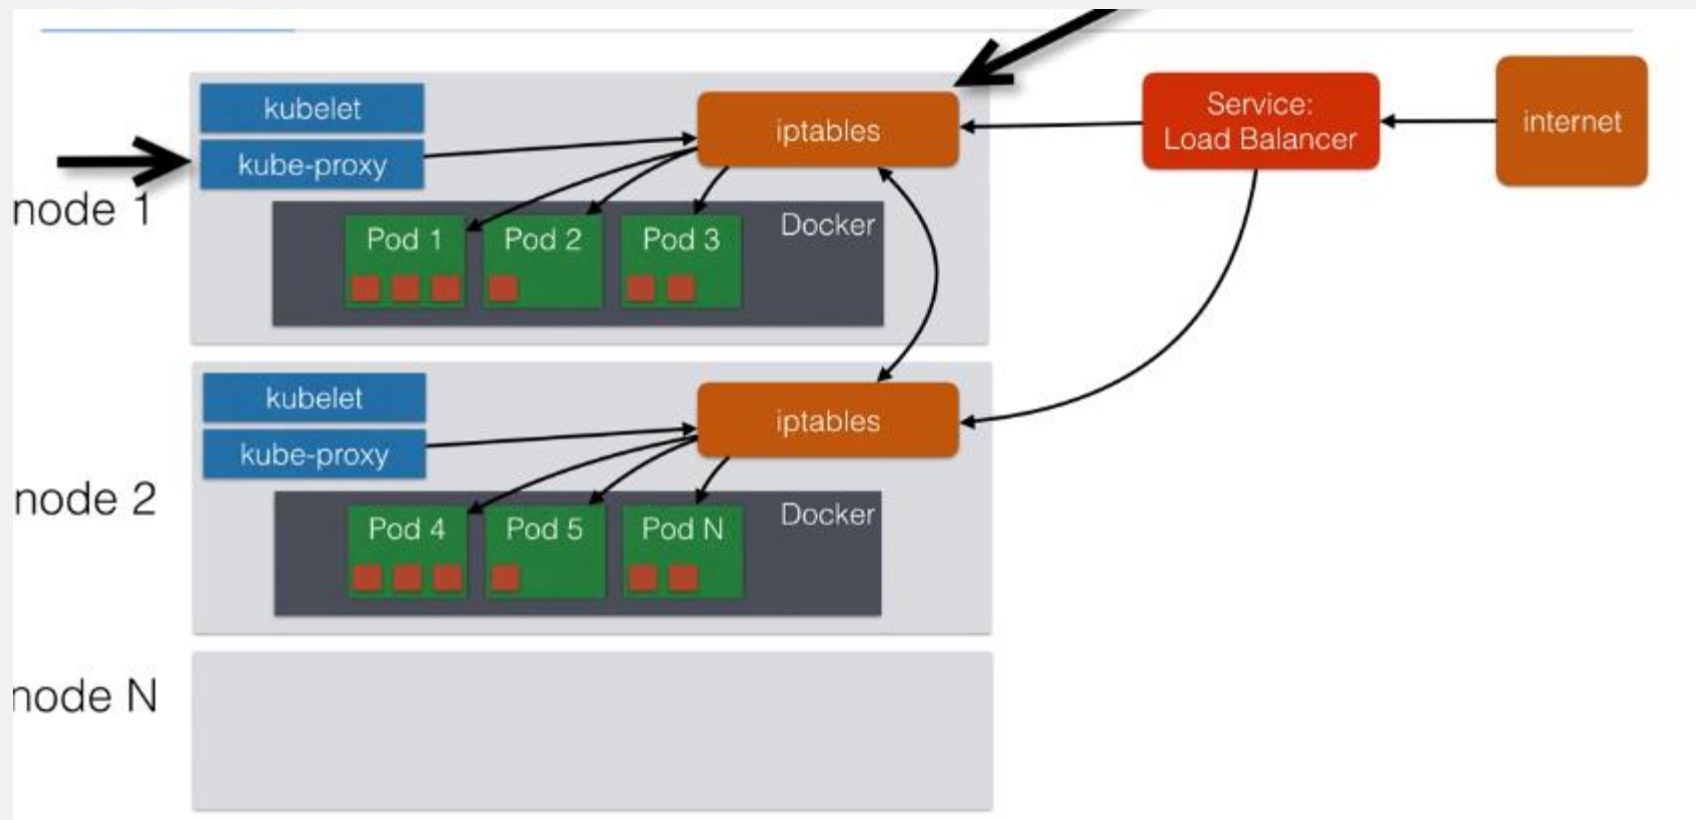 kubelet
kube-proxy
node 1
iptables
Service:
Load Balancer
internet
Docker
Pod 1
Pod 2
Pod 3
kubelet
kube-proxy
node 2
iptables
Docker
Pod 4
Pod 5
Pod N
node N